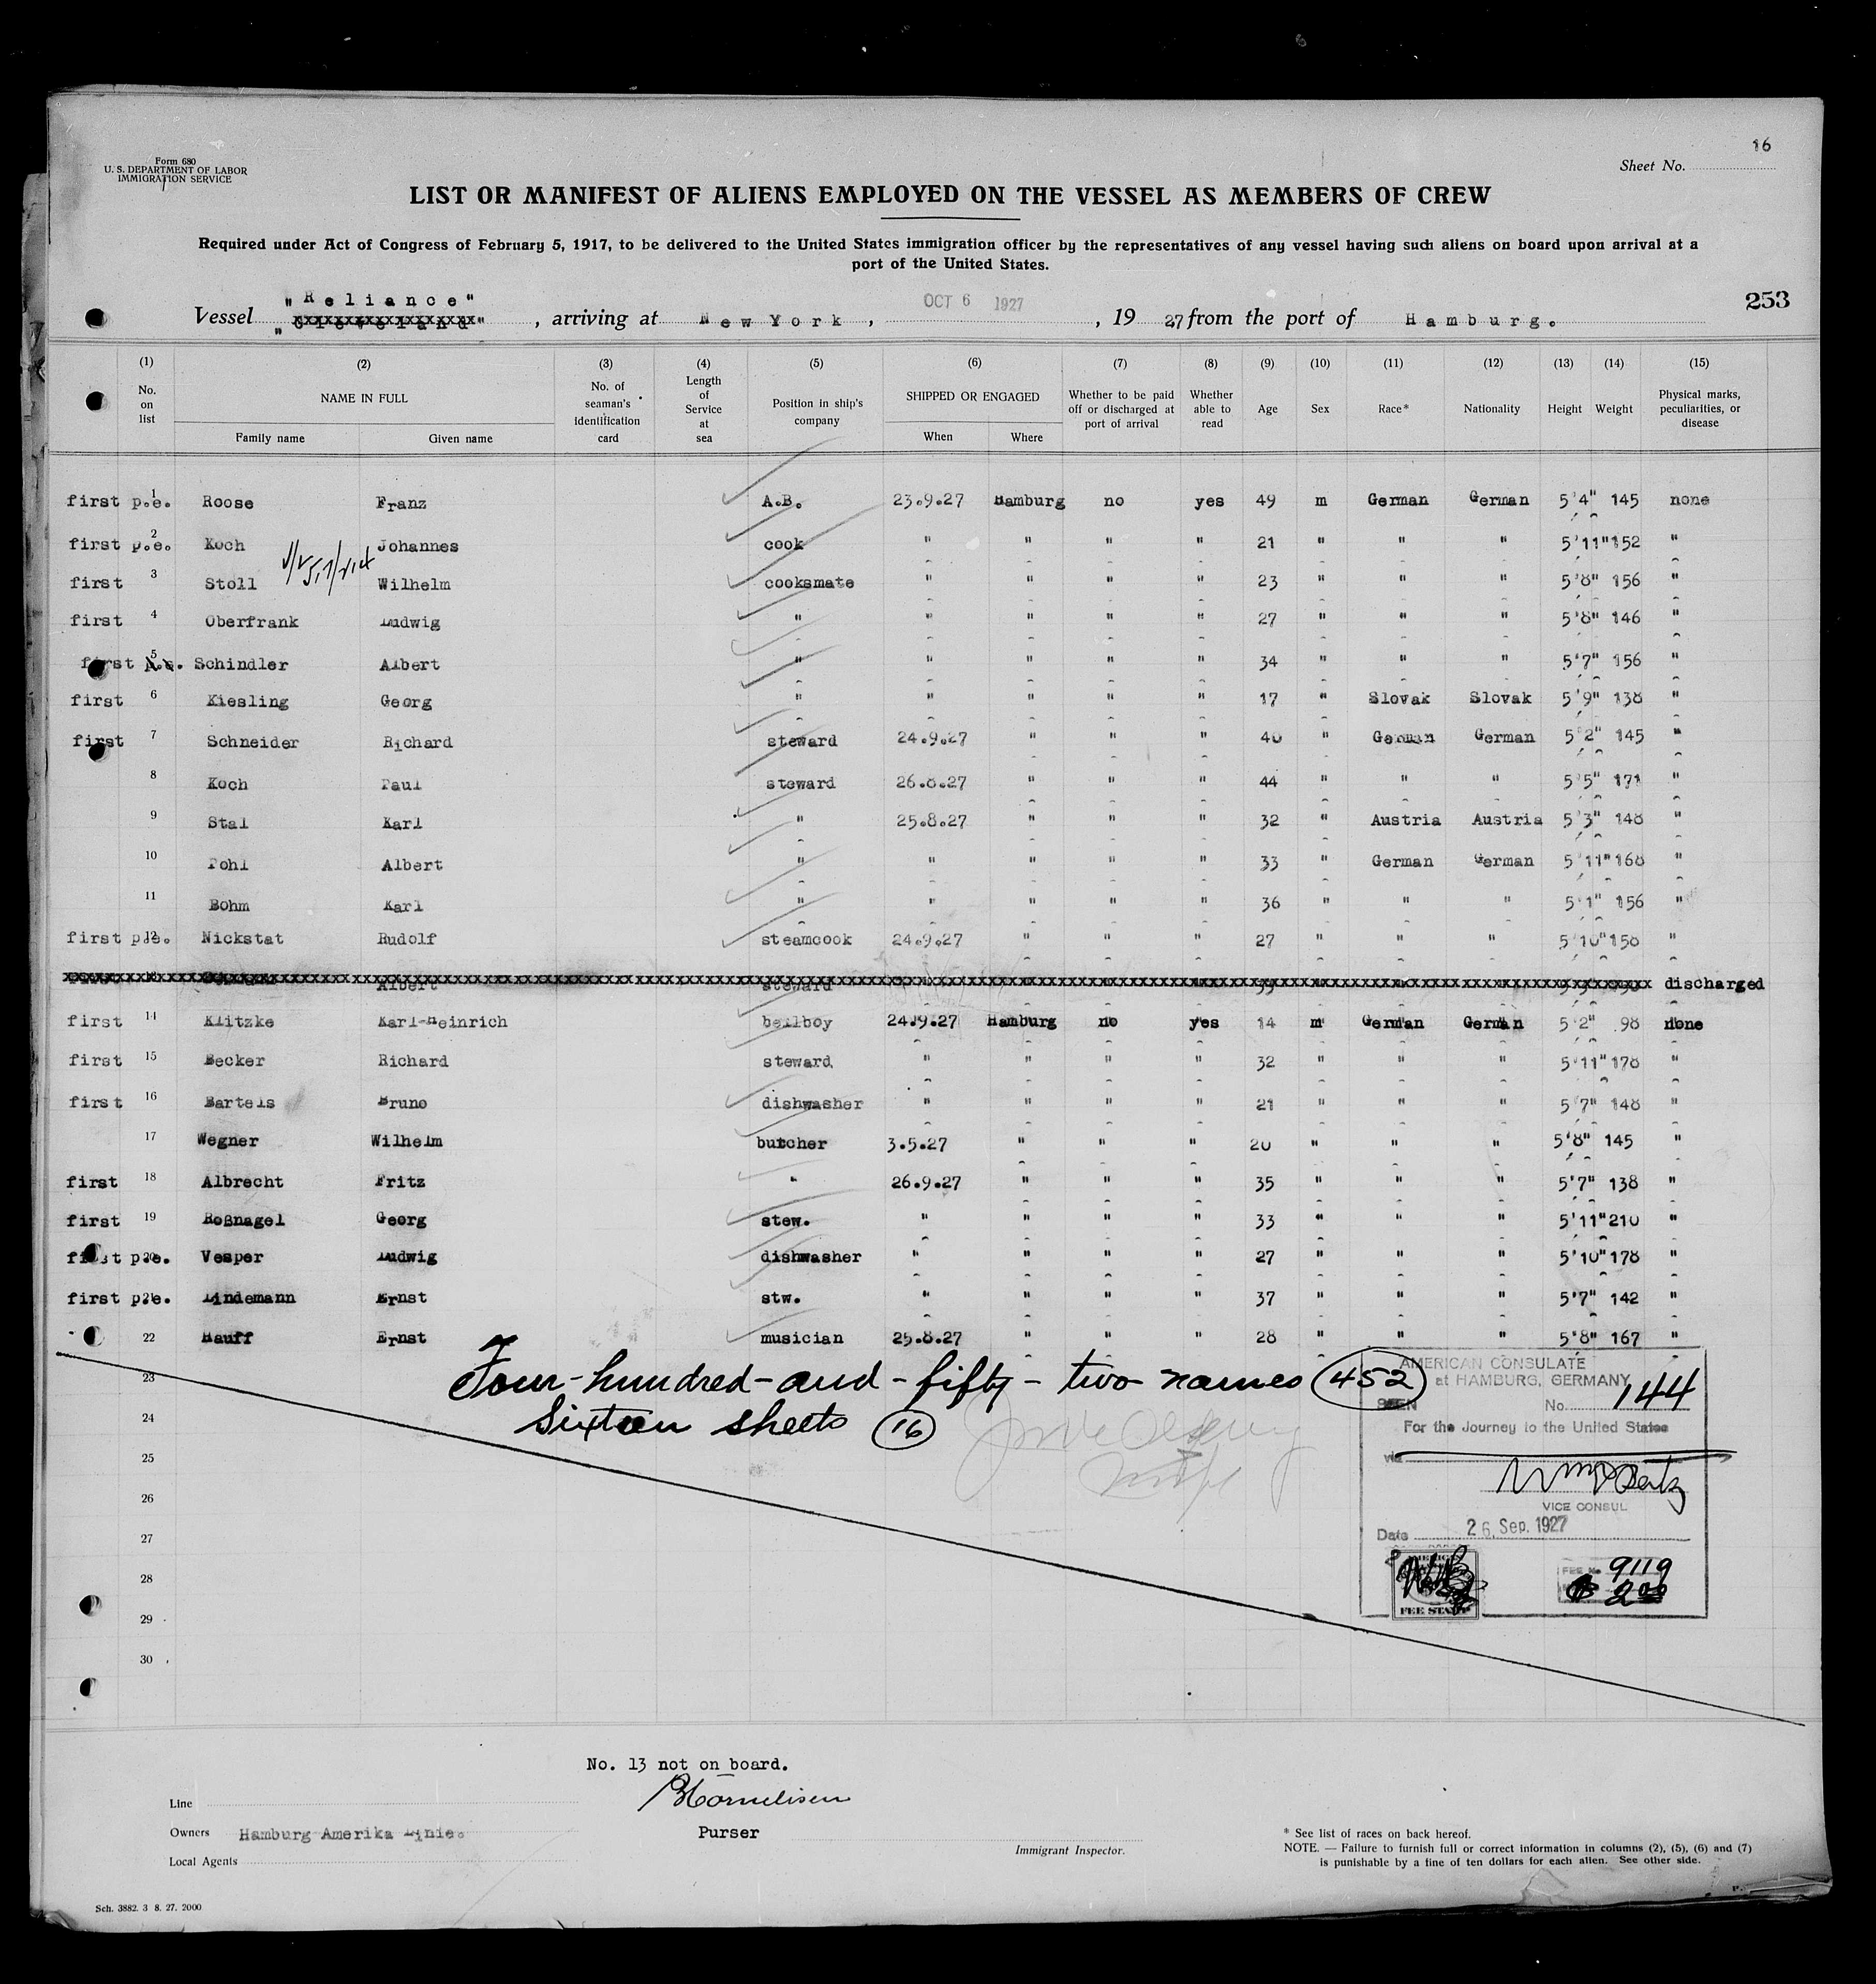 16
Form 680
U. S. DEPARTMENT OF LABOR
IMMIGRATION SERVICE
Sheet No.
LIST OR MANIFEST OF ALIENS EMPLOYED ON THE VESSEL AS MEMBERS OF CREW
Required under Act of Congress of February 5, 1917, to be delivered to the United States immigration officer by the representatives of any vessel having such aliens on board upon arrival at a
port of the United States.
"Reliance"
Vessel "Cleveland", arriving at New York, OCT 6 1927, 1927, from the port of Hamburg. 253
(1) (2) (3) (4) (5) (6) (7) (8) (9) (10) (11) (12) (13) (14) (15)
No. on list NAME IN FULL Family name Given name No. of seaman's identification card Length of Service at sea Position in ship's company SHIPPED OR ENGAGED When Where Whether to be paid off or discharged at port of arrival Whether able to read Age Sex Race* Nationality Height Weight Physical marks, peculiarities, or disease
first p.e. 1 Roose Franz A.B. 23.9.27 Hamburg no yes 49 m German German 5'4" 145 none
first p.e. 2 Koch Johannes cook " " " " 21 " " " 5'11" 152 "
first 3 Stoll Wilhelm cooksmate " " " " 23 " " " 5'8" 156 "
first 4 Oberfrank Ludwig " " " " " 27 " " " 5'8" 146 "
first 5 Schindler Albert " " " " " 34 " " " 5'7" 156 "
first 6 Kiesling Georg " " " " " 17 " Slovak Slovak 5'9" 138 "
first 7 Schneider Richard steward 24.9.27 " " " 40 " German German 5'2" 145 "
8 Koch Paul steward 26.8.27 " " " 44 " " " 5'5" 171 "
9 Stal Karl " 25.8.27 " " " 32 " Austria Austria 5'3" 148 "
10 Pohl Albert " " " " " 33 " German German 5'11" 168 "
11 Bohm Karl " " " " " 36 " " " 5'1" 156 "
first p.e. 12 Nickstat Rudolf steamcook 24.9.27 " " " 27 " " " 5'10" 158 "
13 Albert steward discharged
first 14 Klitzke Karl-Heinrich bellboy 24.9.27 Hamburg no yes 14 m German German 5'2" 98 none
first 15 Becker Richard steward " " " " 32 " " " 5'11" 178 "
first 16 Bartels Bruno dishwasher " " " " 21 " " " 5'7" 148 "
17 Wegner Wilhelm butcher 3.5.27 " " " 20 " " " 5'8" 145 "
first 18 Albrecht Fritz " 26.9.27 " " " 35 " " " 5'7" 138 "
first 19 Roßnagel Georg stew. " " " " 33 " " " 5'11" 210 "
first p.e. 20 Vesper Ludwig dishwasher " " " " 27 " " " 5'10" 178 "
first p.e. 21 Lindemann Ernst stw. " " " " 37 " " " 5'7" 142 "
22 Hauff Ernst musician 25.8.27 " " " 28 " " " 5'8" 167 "
23
Four-hundred-and-fifty-two names (452)
24
Sixteen sheets (16)
25
26
27
28
29
30
AMERICAN CONSULATE
at HAMBURG, GERMANY
SEEN No. 144
For the Journey to the United States
via
VICE CONSUL
Date 26. Sep. 1927
FEE STAMP
FEE No 9119
2.00
No. 13 not on board.
Line
Owners Hamburg Amerika Linie.
Purser
Immigrant Inspector.
Local Agents
* See list of races on back hereof.
NOTE. — Failure to furnish full or correct information in columns (2), (5), (6) and (7)
is punishable by a fine of ten dollars for each alien. See other side.
Sch. 3882. 3 8. 27. 2000